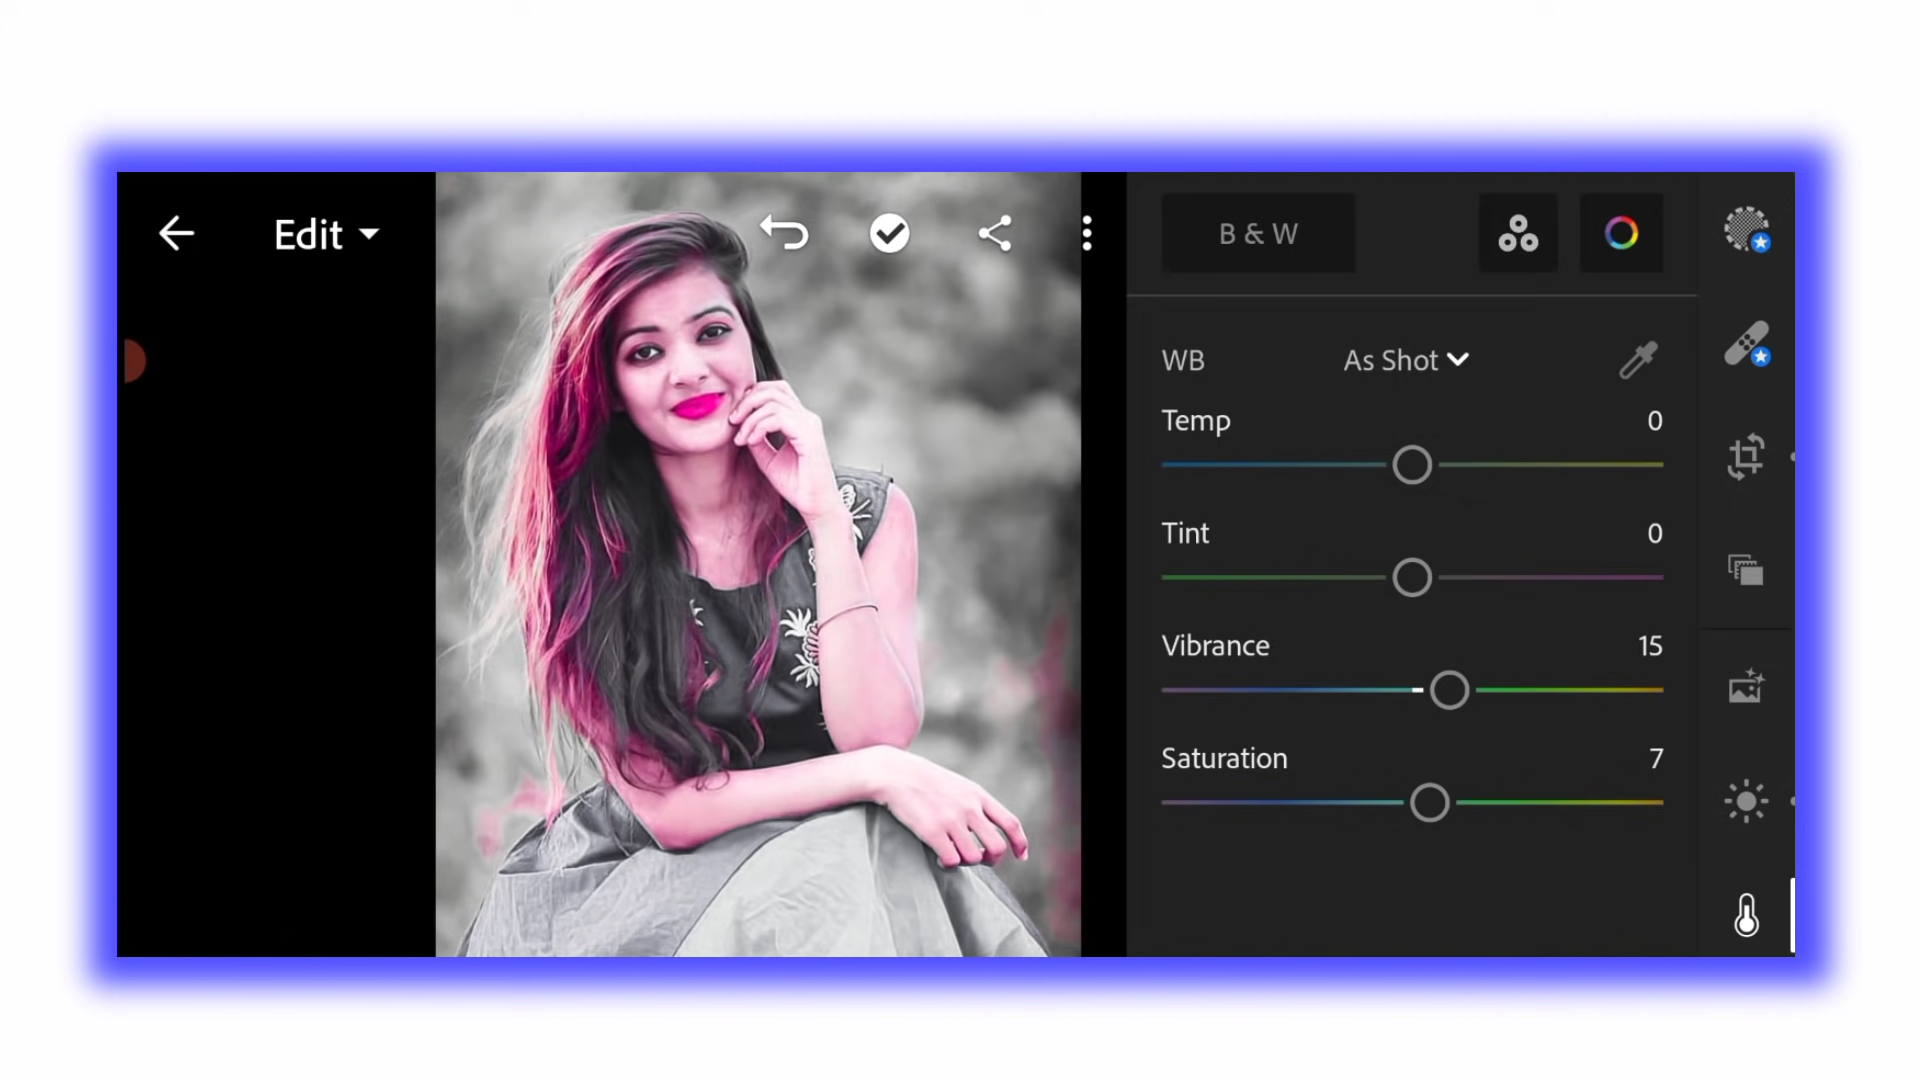 Edit
B & W
WB As Shot
Temp 0
Tint 0
Vibrance 15
Saturation 7